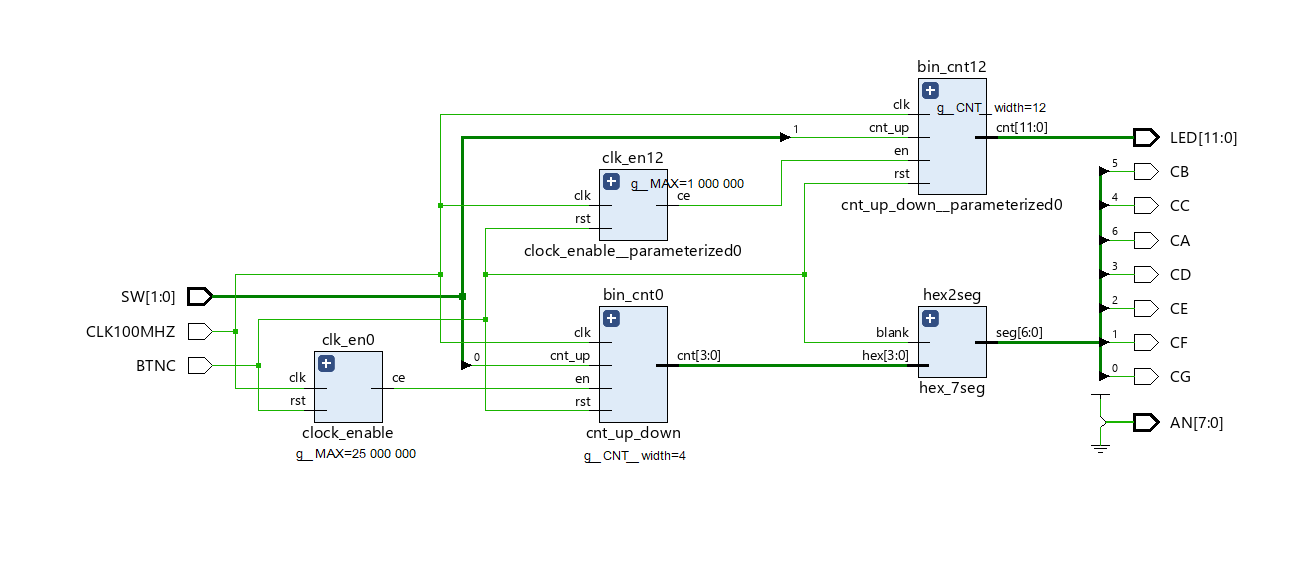 bin_cnt12
clk
g__CNT__width=12
cnt_up
cnt[11:0]
en
rst
cnt_up_down__parameterized0
1
LED[11:0]
5
CB
4
CC
6
CA
3
CD
2
CE
1
CF
0
CG
AN[7:0]
clk_en12
g__MAX=1 000 000
clk
ce
rst
clock_enable__parameterized0
SW[1:0]
CLK100MHZ
BTNC
clk_en0
clk
ce
rst
clock_enable
g__MAX=25 000 000
bin_cnt0
clk
0
cnt_up
cnt[3:0]
en
rst
cnt_up_down
g__CNT__width=4
hex2seg
blank
seg[6:0]
hex[3:0]
hex_7seg